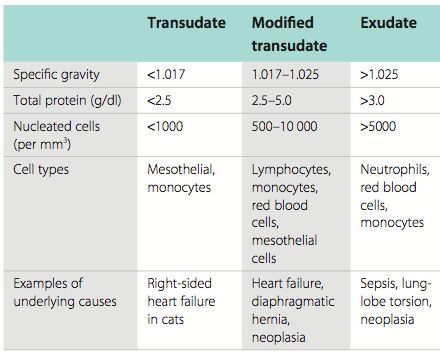 Transudate Modified transudate Exudate
Specific gravity <1.017 1.017–1.025 >1.025
Total protein (g/dl) <2.5 2.5–5.0 >3.0
Nucleated cells (per mm³) <1000 500–10 000 >5000
Cell types Mesothelial, monocytes Lymphocytes, monocytes, red blood cells, mesothelial cells Neutrophils, red blood cells, monocytes
Examples of underlying causes Right-sided heart failure in cats Heart failure, diaphragmatic hernia, neoplasia Sepsis, lung-lobe torsion, neoplasia